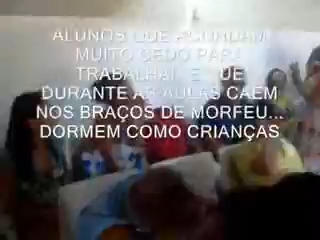 ALUNOS QUE ACORDAM
MUITO CEDO PARA
TRABALHAR E QUE
DURANTE AS AULAS CAEM
NOS BRAÇOS DE MORFEU...
DORMEM COMO CRIANÇAS